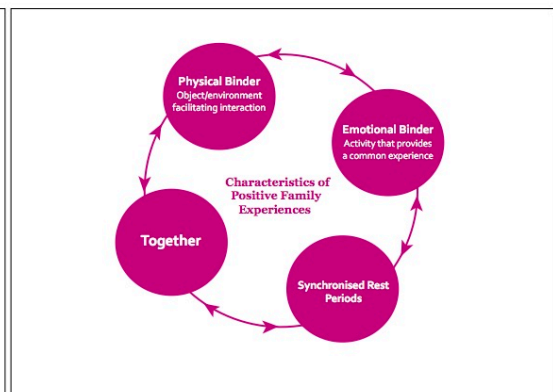 Physical Binder
Object/environment
facilitating interaction
Emotional Binder
Activity that provides
a common experience
Characteristics of
Positive Family
Experiences
Together
Synchronised Rest
Periods